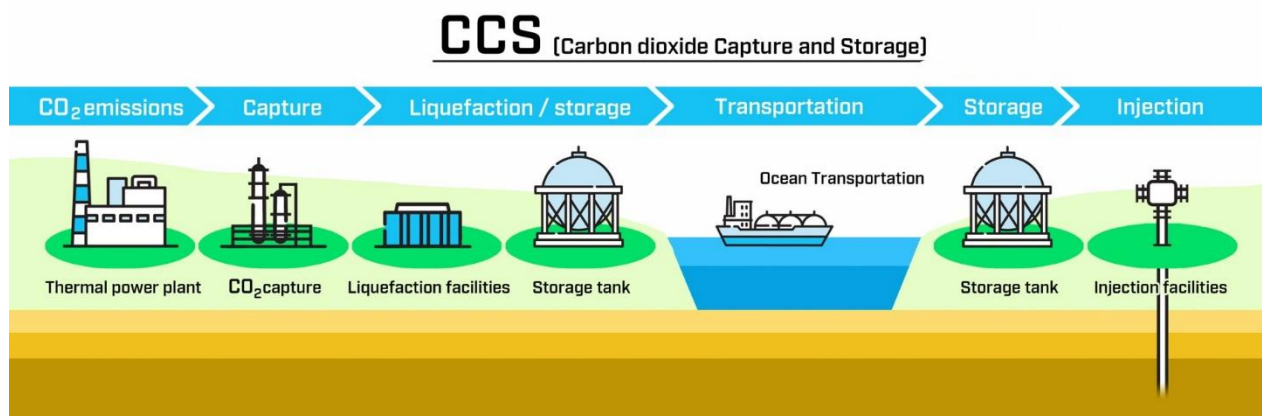 CCS (Carbon dioxide Capture and Storage)
CO₂ emissions
Capture
Liquefaction / storage
Transportation
Storage
Injection
Ocean Transportation
Thermal power plant
CO₂ capture
Liquefaction facilities
Storage tank
Storage tank
Injection facilities